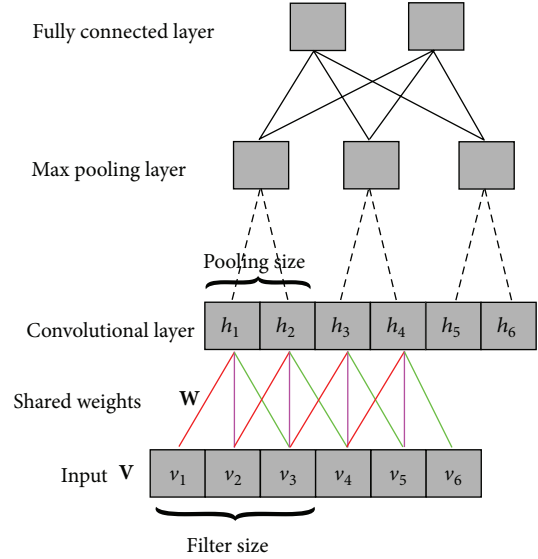 Fully connected layer
Max pooling layer
Pooling size
Convolutional layer h₁ h₂ h₃ h₄ h₅ h₆
Shared weights W
Input V v₁ v₂ v₃ v₄ v₅ v₆
Filter size